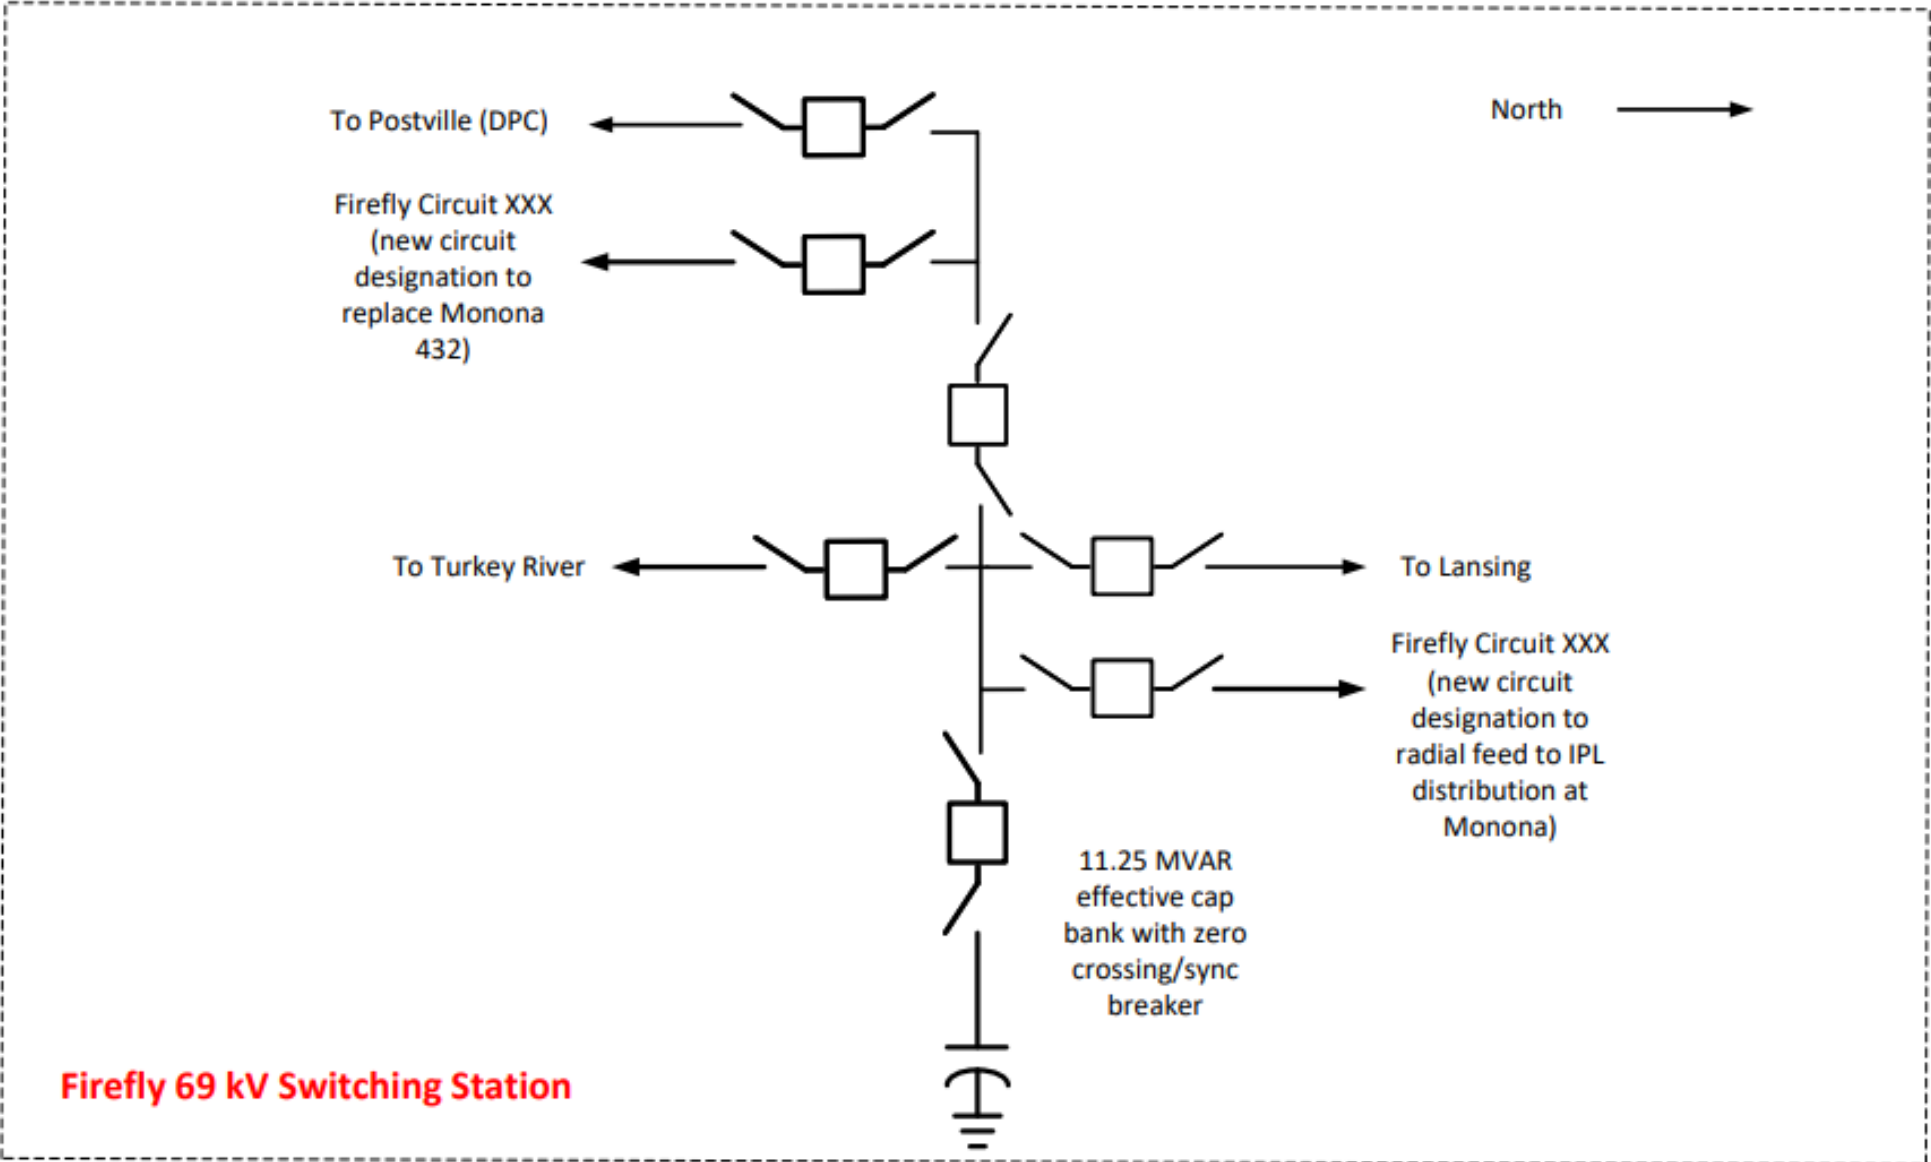 To Postville (DPC)
North
Firefly Circuit XXX
(new circuit
designation to
replace Monona
432)
To Turkey River
To Lansing
Firefly Circuit XXX
(new circuit
designation to
radial feed to IPL
distribution at
Monona)
11.25 MVAR
effective cap
bank with zero
crossing/sync
breaker
Firefly 69 kV Switching Station